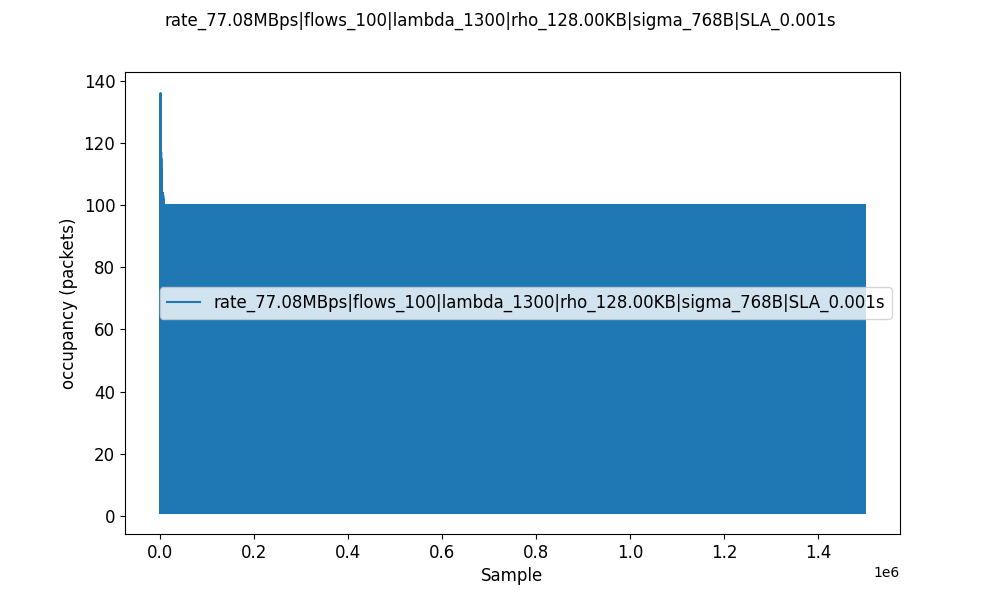 rate_77.08MBps|flows_100|lambda_1300|rho_128.00KB|sigma_768B|SLA_0.001s
140
120
100
80
60
40
20
0
occupancy (packets)
rate_77.08MBps|flows_100|lambda_1300|rho_128.00KB|sigma_768B|SLA_0.001s
0.0 0.2 0.4 0.6 0.8 1.0 1.2 1.4
Sample
1e6